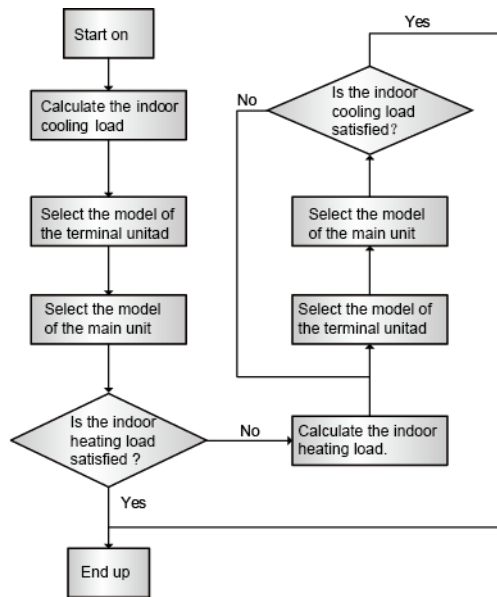 Start on
Calculate the indoor
cooling load
Select the model of
the terminal unitad
Select the model
of the main unit
Is the indoor
heating load
satisfied ?
No
Yes
End up
Calculate the indoor
heating load.
Select the model of
the terminal unitad
Select the model
of the main unit
Is the indoor
cooling load
satisfied?
No
Yes